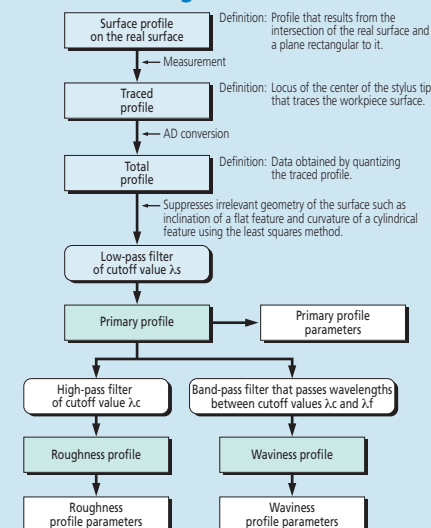 Surface profile
on the real surface
Definition: Profile that results from the
intersection of the real surface and
a plane rectangular to it.
Measurement
Traced
profile
Definition: Locus of the center of the stylus tip
that traces the workpiece surface.
AD conversion
Total
profile
Definition: Data obtained by quantizing
the traced profile.
Suppresses irrelevant geometry of the surface such as
inclination of a flat feature and curvature of a cylindrical
feature using the least squares method.
Low-pass filter
of cutoff value λs
Primary profile
Primary profile
parameters
High-pass filter
of cutoff value λc
Band-pass filter that passes wavelengths
between cutoff values λc and λf
Roughness profile
Waviness profile
Roughness
profile parameters
Waviness
profile parameters